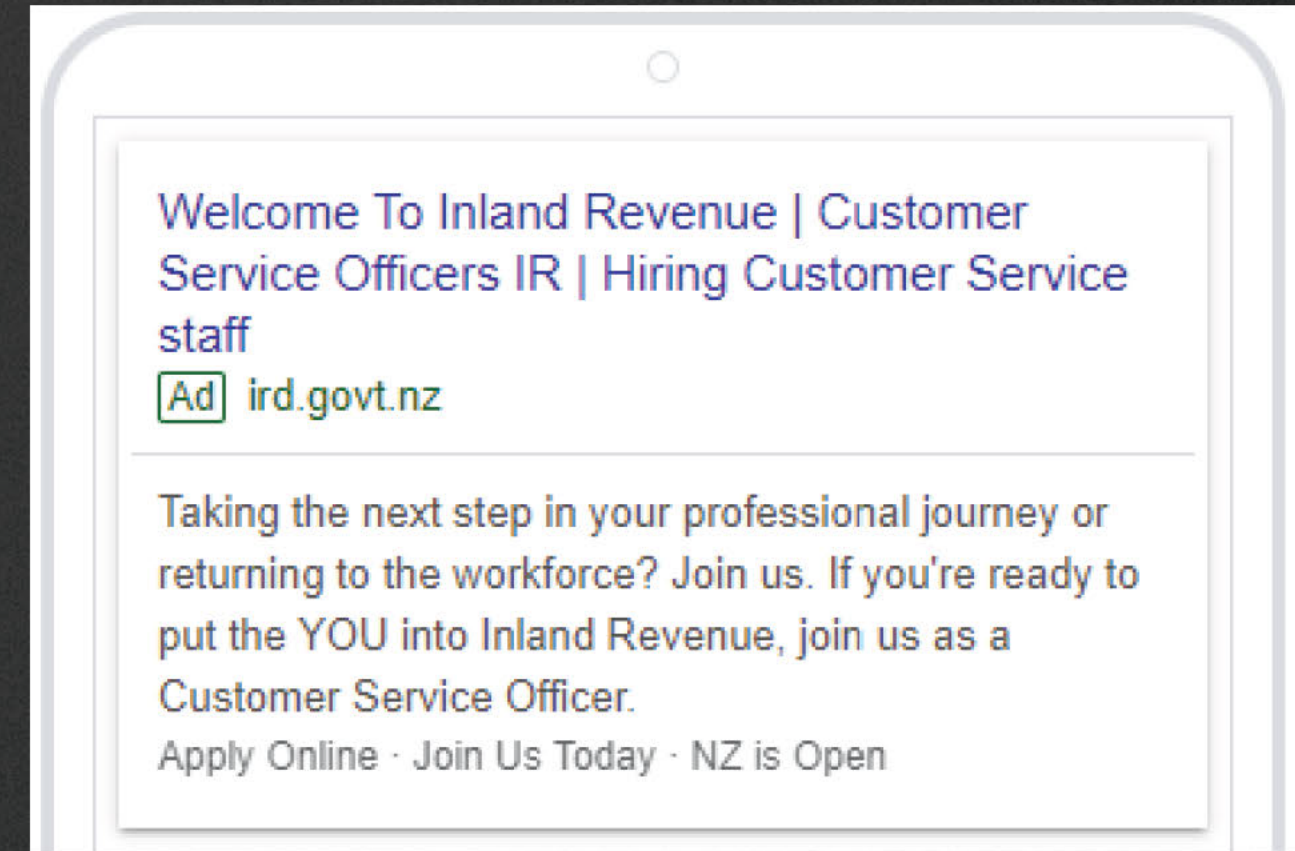 Welcome To Inland Revenue | Customer
Service Officers IR | Hiring Customer Service
staff
Ad ird.govt.nz
Taking the next step in your professional journey or
returning to the workforce? Join us. If you're ready to
put the YOU into Inland Revenue, join us as a
Customer Service Officer.
Apply Online · Join Us Today · NZ is Open